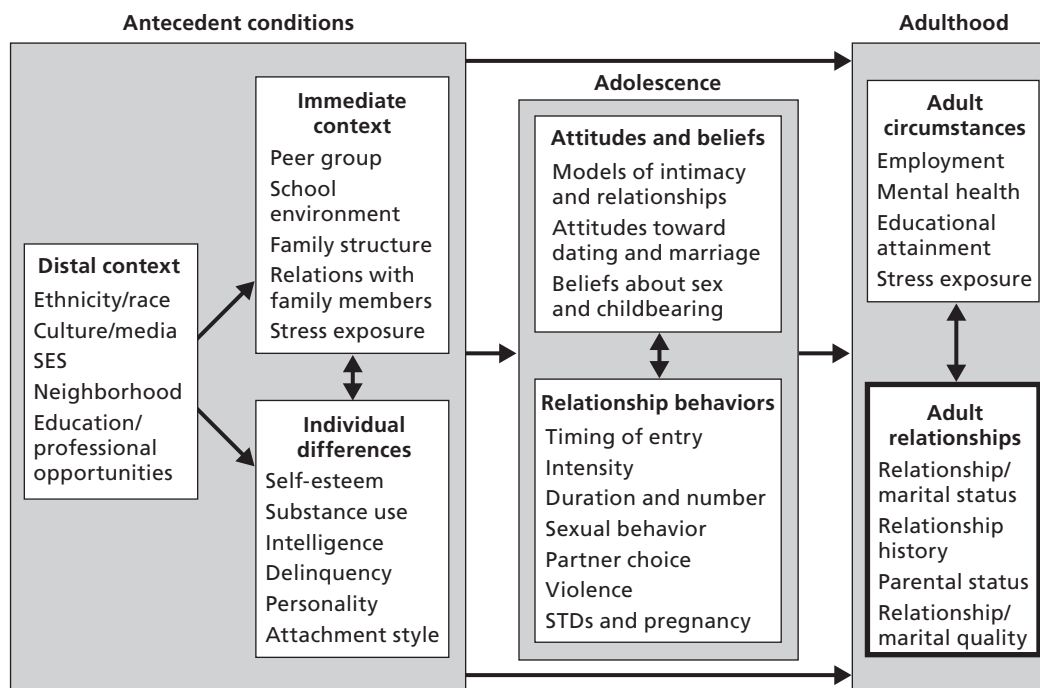 Antecedent conditions
Distal context
Ethnicity/race
Culture/media
SES
Neighborhood
Education/
professional
opportunities
Immediate
context
Peer group
School
environment
Family structure
Relations with
family members
Stress exposure
Individual
differences
Self-esteem
Substance use
Intelligence
Delinquency
Personality
Attachment style
Adolescence
Attitudes and beliefs
Models of intimacy
and relationships
Attitudes toward
dating and marriage
Beliefs about sex
and childbearing
Relationship behaviors
Timing of entry
Intensity
Duration and number
Sexual behavior
Partner choice
Violence
STDs and pregnancy
Adulthood
Adult
circumstances
Employment
Mental health
Educational
attainment
Stress exposure
Adult
relationships
Relationship/
marital status
Relationship
history
Parental status
Relationship/
marital quality